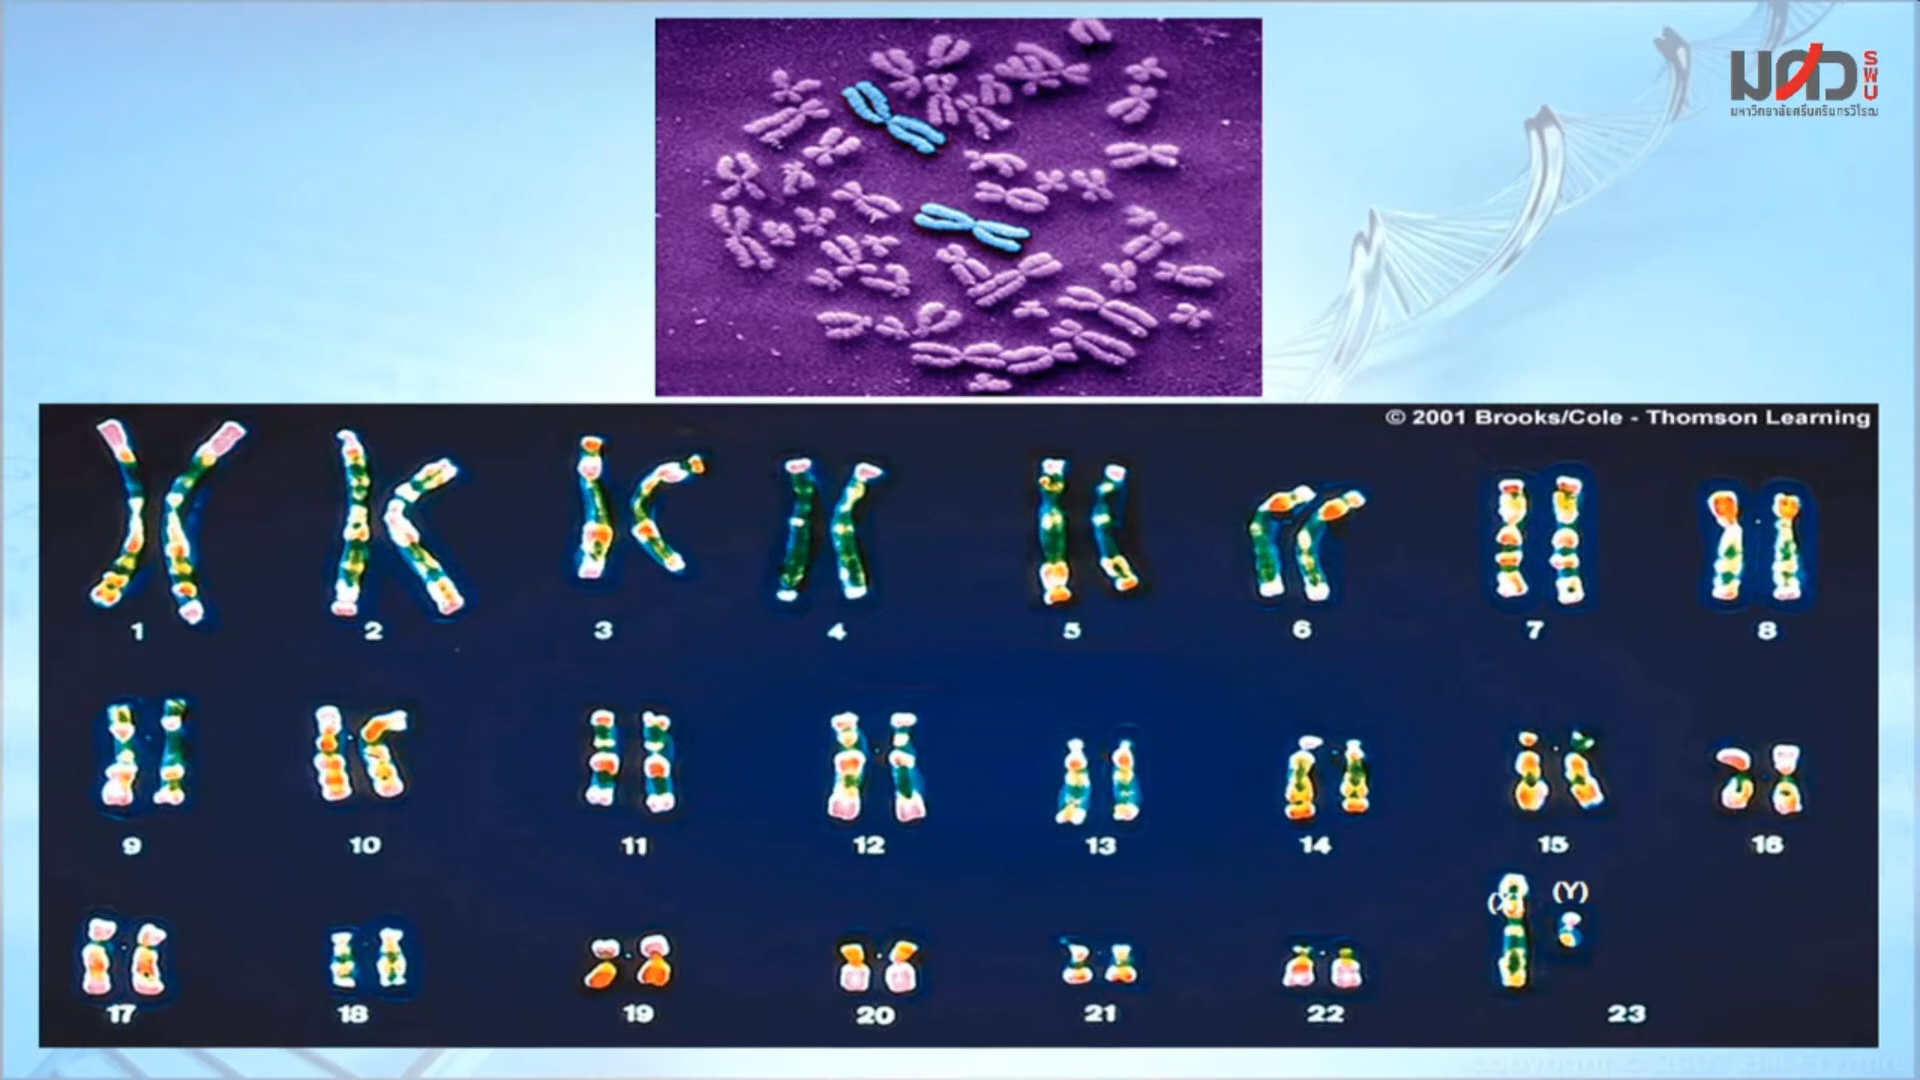 มศว
SWU
มหาวิทยาลัยศรีนครินทรวิโรฒ
© 2001 Brooks/Cole - Thomson Learning
1 2 3 4 5 6 7 8
9 10 11 12 13 14 15 16
(X) (Y)
17 18 19 20 21 22 23